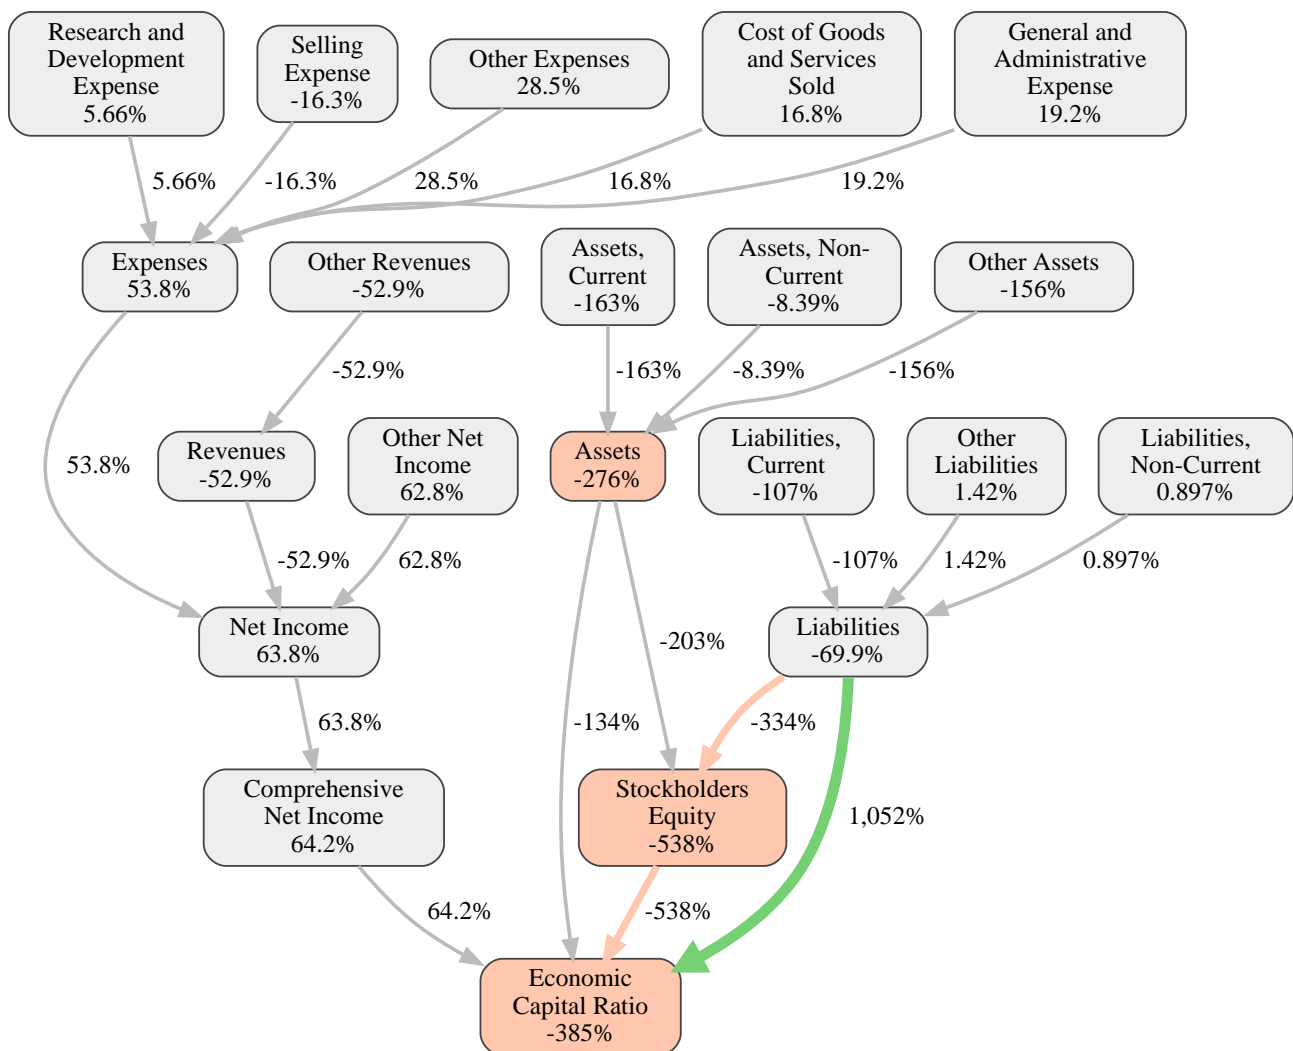 Research and
Development
Expense
5.66%
Selling
Expense
-16.3%
Other Expenses
28.5%
Cost of Goods
and Services
Sold
16.8%
General and
Administrative
Expense
19.2%
5.66%
-16.3%
28.5%
16.8%
19.2%
Expenses
53.8%
Other Revenues
-52.9%
Assets,
Current
-163%
Assets, Non-
Current
-8.39%
Other Assets
-156%
-52.9%
-163%
-8.39%
-156%
53.8%
Revenues
-52.9%
Other Net
Income
62.8%
Assets
-276%
Liabilities,
Current
-107%
Other
Liabilities
1.42%
Liabilities,
Non-Current
0.897%
-52.9%
62.8%
-107%
1.42%
0.897%
Net Income
63.8%
-203%
Liabilities
-69.9%
63.8%
-134%
-334%
Comprehensive
Net Income
64.2%
Stockholders
Equity
-538%
1,052%
64.2%
-538%
Economic
Capital Ratio
-385%